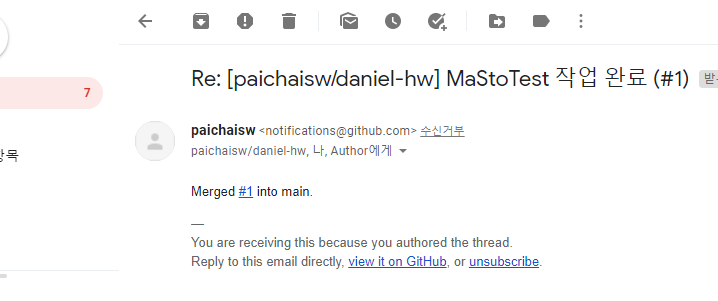 Re: [paichaisw/daniel-hw] MaStoTest 작업 완료 (#1) 받
7
paichaisw <notifications@github.com> 수신거부
항목
paichaisw/daniel-hw, 나, Author에게
Merged #1 into main.
—
You are receiving this because you authored the thread.
Reply to this email directly, view it on GitHub, or unsubscribe.